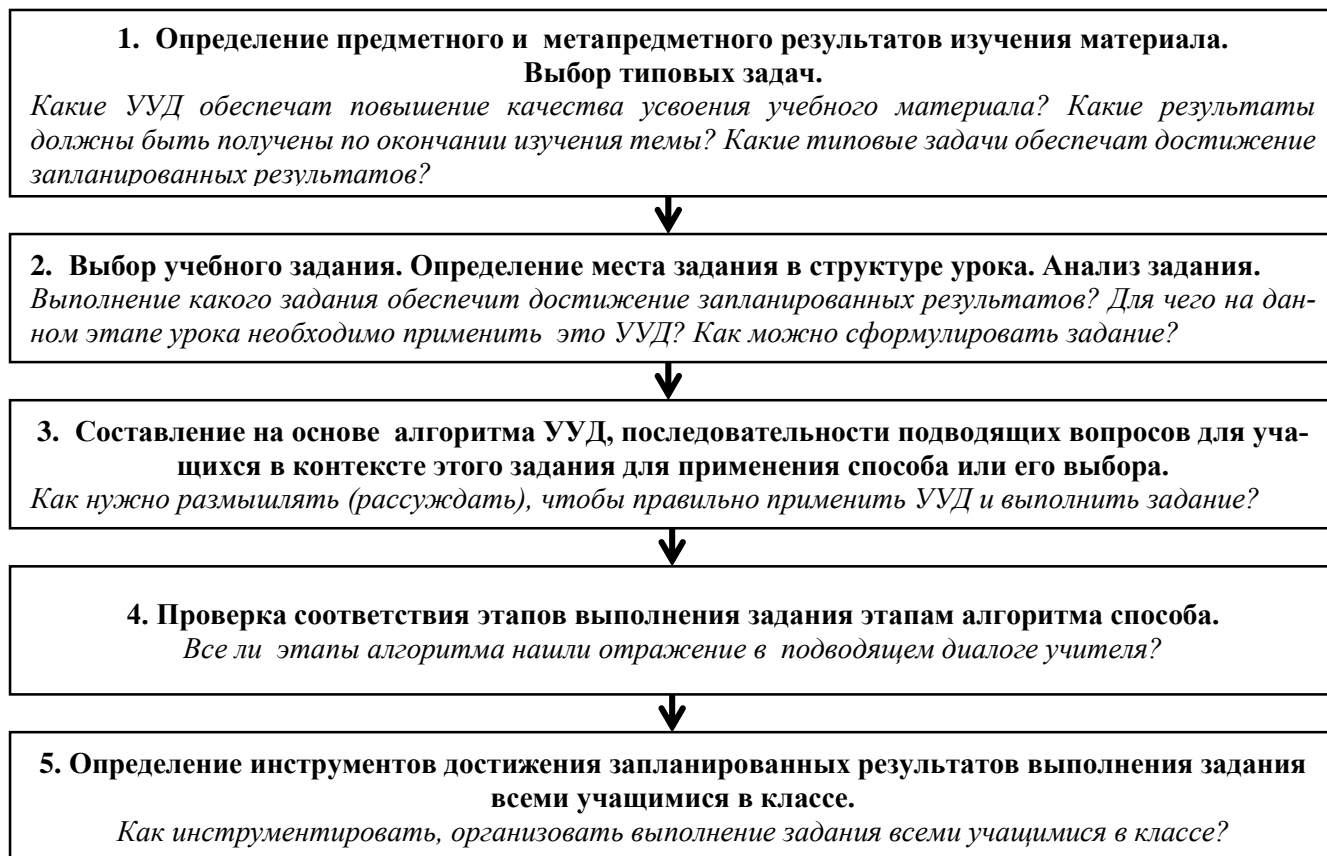 1. Определение предметного и метапредметного результатов изучения материала.
Выбор типовых задач.
Какие УУД обеспечат повышение качества усвоения учебного материала? Какие результаты
должны быть получены по окончании изучения темы? Какие типовые задачи обеспечат достижение
запланированных результатов?
2. Выбор учебного задания. Определение места задания в структуре урока. Анализ задания.
Выполнение какого задания обеспечит достижение запланированных результатов? Для чего на дан-
ном этапе урока необходимо применить это УУД? Как можно сформулировать задание?
3. Составление на основе алгоритма УУД, последовательности подводящих вопросов для уча-
щихся в контексте этого задания для применения способа или его выбора.
Как нужно размышлять (рассуждать), чтобы правильно применить УУД и выполнить задание?
4. Проверка соответствия этапов выполнения задания этапам алгоритма способа.
Все ли этапы алгоритма нашли отражение в подводящем диалоге учителя?
5. Определение инструментов достижения запланированных результатов выполнения задания
всеми учащимися в классе.
Как инструментировать, организовать выполнение задания всеми учащимися в классе?